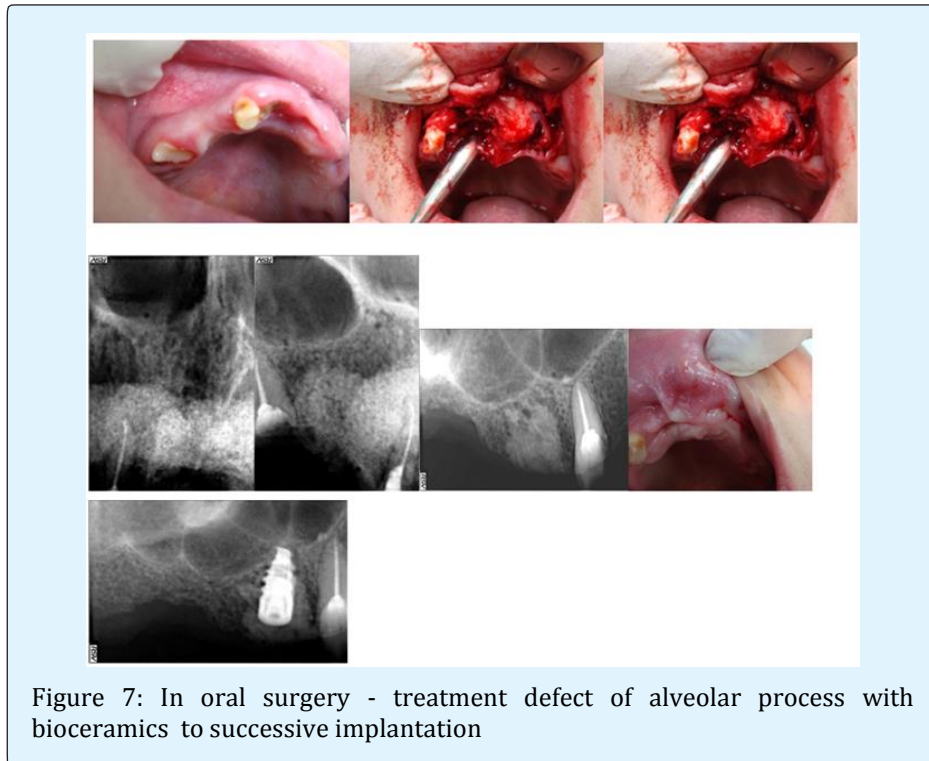 Figure 7: In oral surgery - treatment defect of alveolar process with
bioceramics to successive implantation